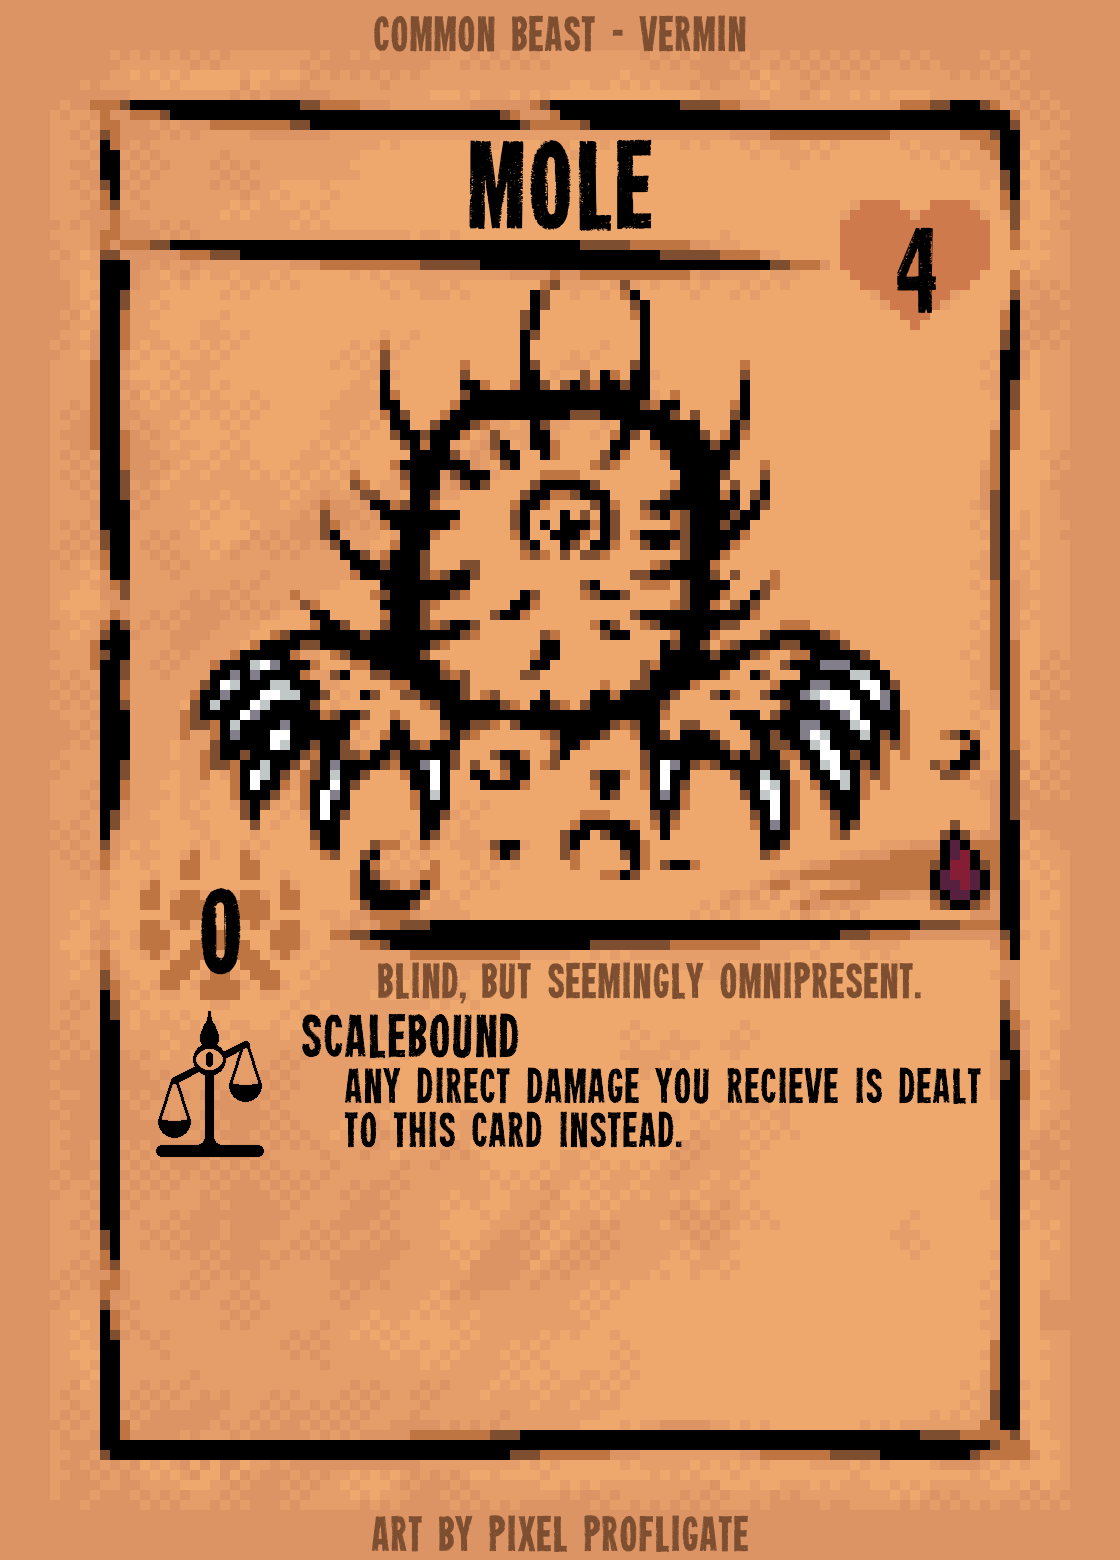 COMMON BEAST - VERMIN
MOLE
4
0
BLIND, BUT SEEMINGLY OMNIPRESENT.
SCALEBOUND
ANY DIRECT DAMAGE YOU RECIEVE IS DEALT
TO THIS CARD INSTEAD.
ART BY PIXEL PROFLIGATE